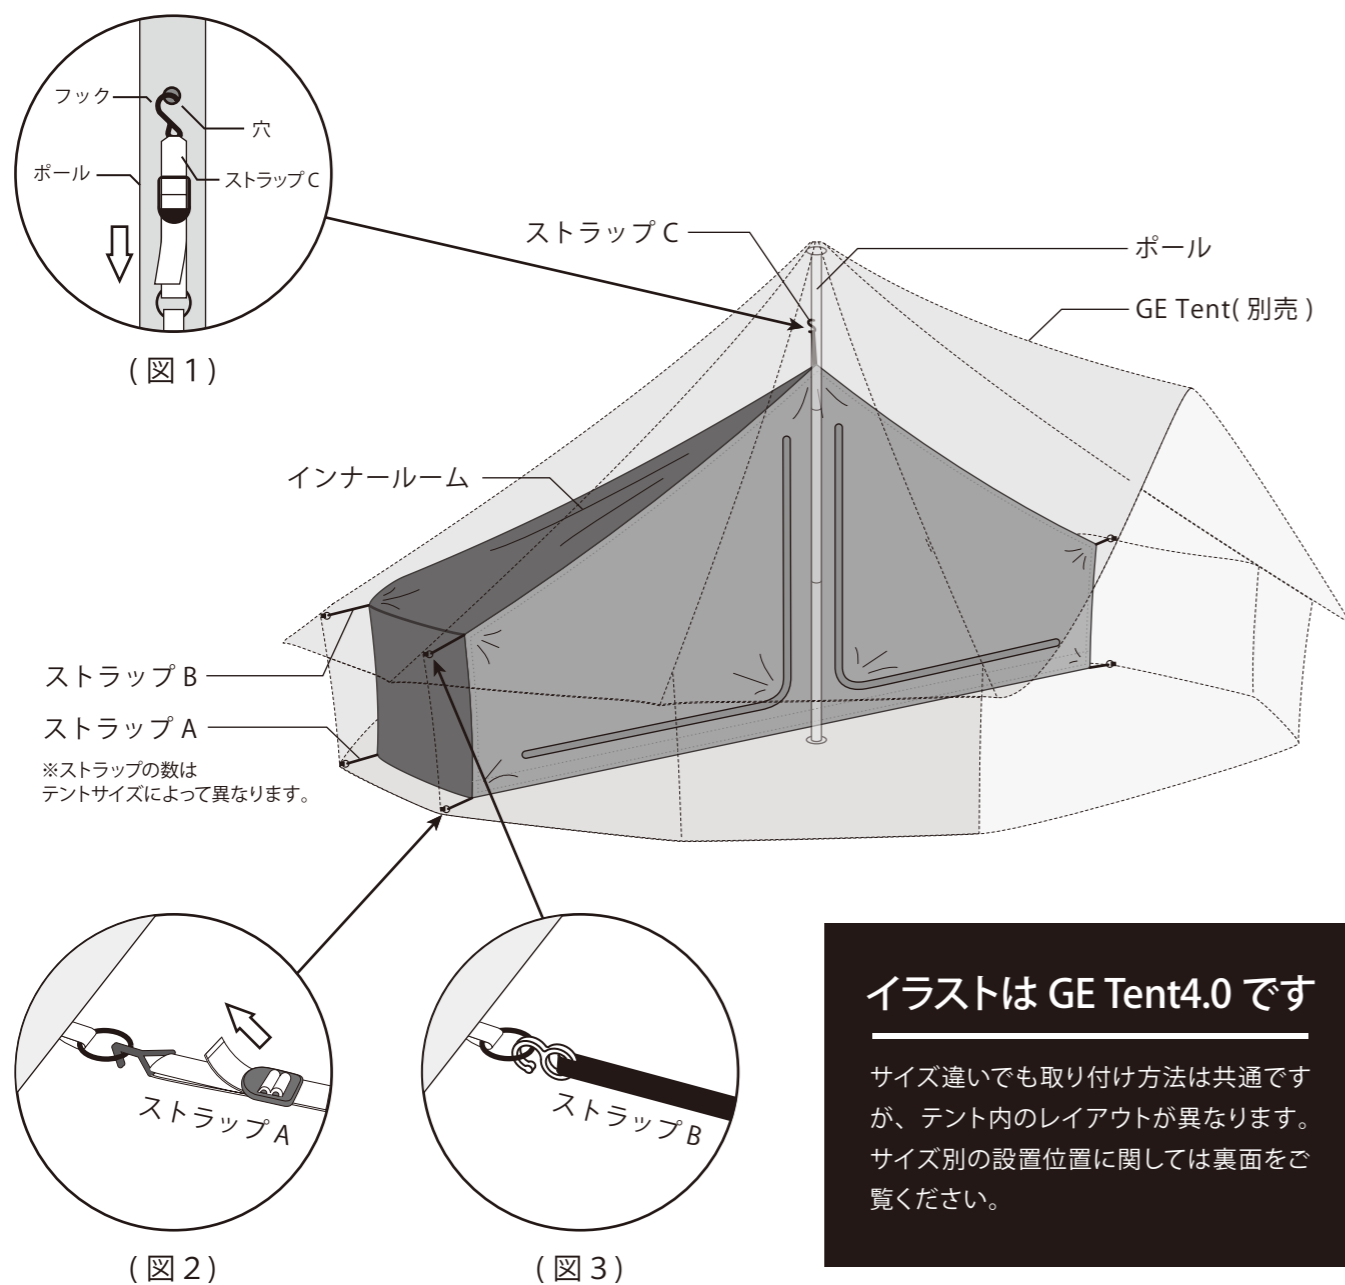 フック
穴
ポール
ストラップ C
( 図 1 )
ストラップ C
ポール
GE Tent( 別売 )
インナールーム
ストラップ B
ストラップ A
※ストラップの数は
テントサイズによって異なります。
ストラップ A
( 図 2 )
ストラップ B
( 図 3 )
イラストは GE Tent4.0 です
サイズ違いでも取り付け方法は共通です
が、テント内のレイアウトが異なります。
サイズ別の設置位置に関しては裏面をご
覧ください。